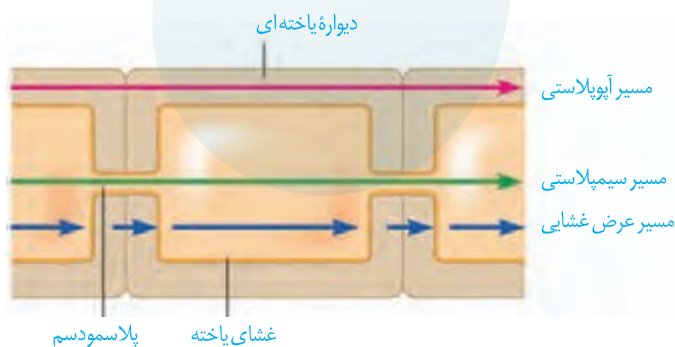 دیوارهٔ یاخته ای
مسیر آپوپلاستی
مسیر سیمپلاستی
مسیر عرض غشایی
غشای یاخته
پلاسمودسم